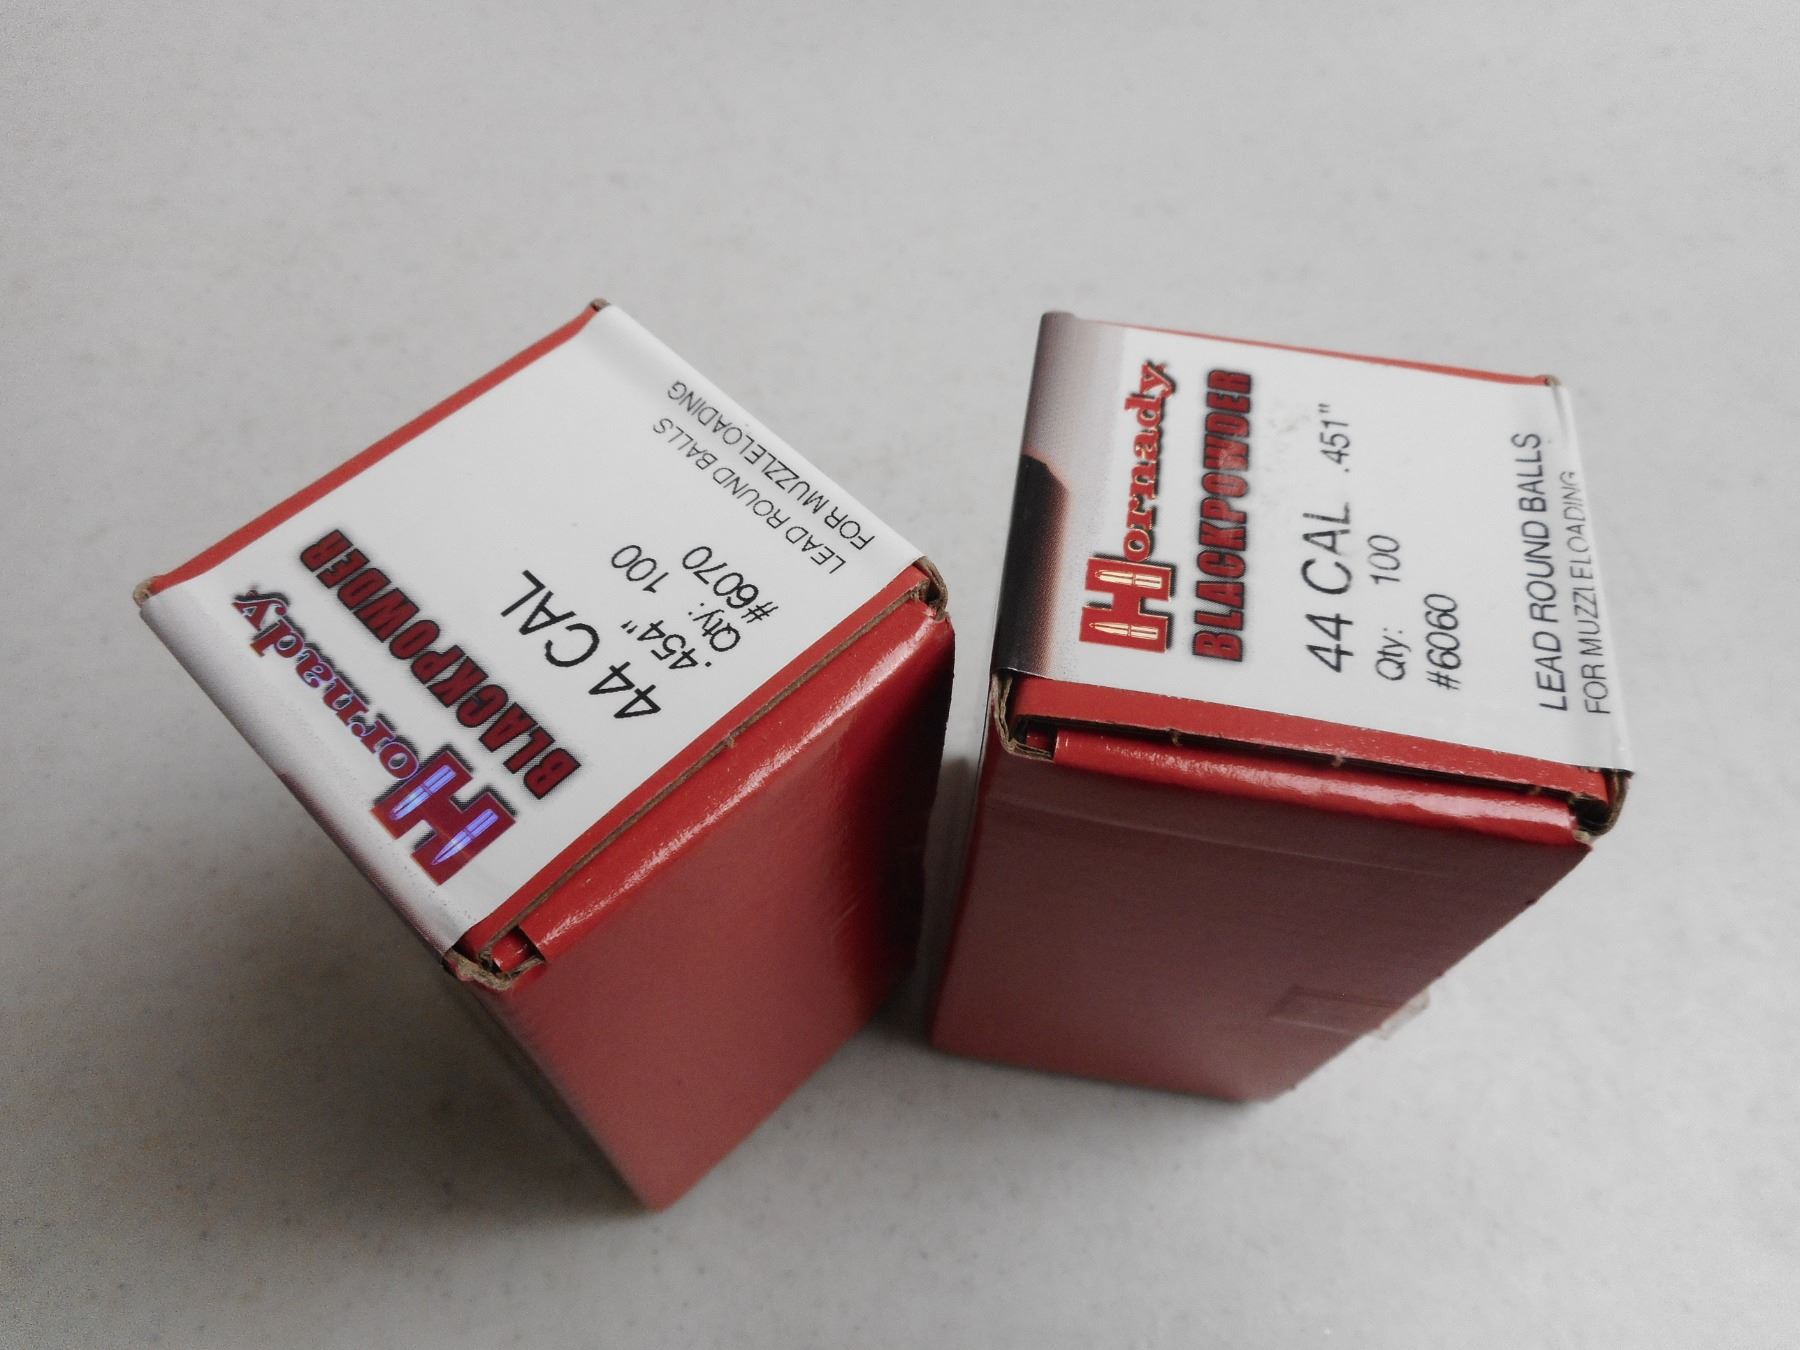 Hornady
BLACKPOWDER
44 CAL
.454"
Qty: 100
#6070
LEAD ROUND BALLS
FOR MUZZLELOADING
Hornady
BLACKPOWDER
44 CAL .451"
Qty: 100
#6060
LEAD ROUND BALLS
FOR MUZZLELOADING